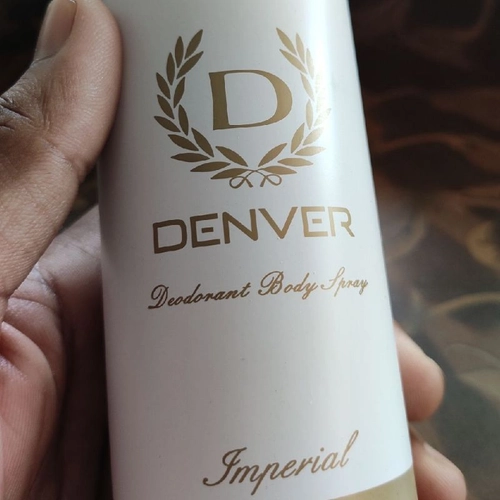 D
DENVER
Deodorant Body Spray
Imperial